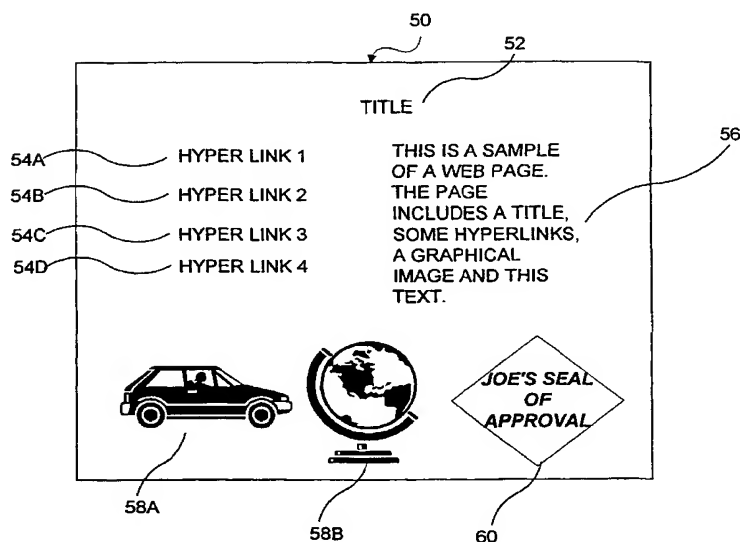 50
52
TITLE
54A HYPER LINK 1
54B HYPER LINK 2
54C HYPER LINK 3
54D HYPER LINK 4
THIS IS A SAMPLE
OF A WEB PAGE.
THE PAGE
INCLUDES A TITLE,
SOME HYPERLINKS,
A GRAPHICAL
IMAGE AND THIS
TEXT.
56
JOE'S SEAL
OF
APPROVAL
58A
58B
60